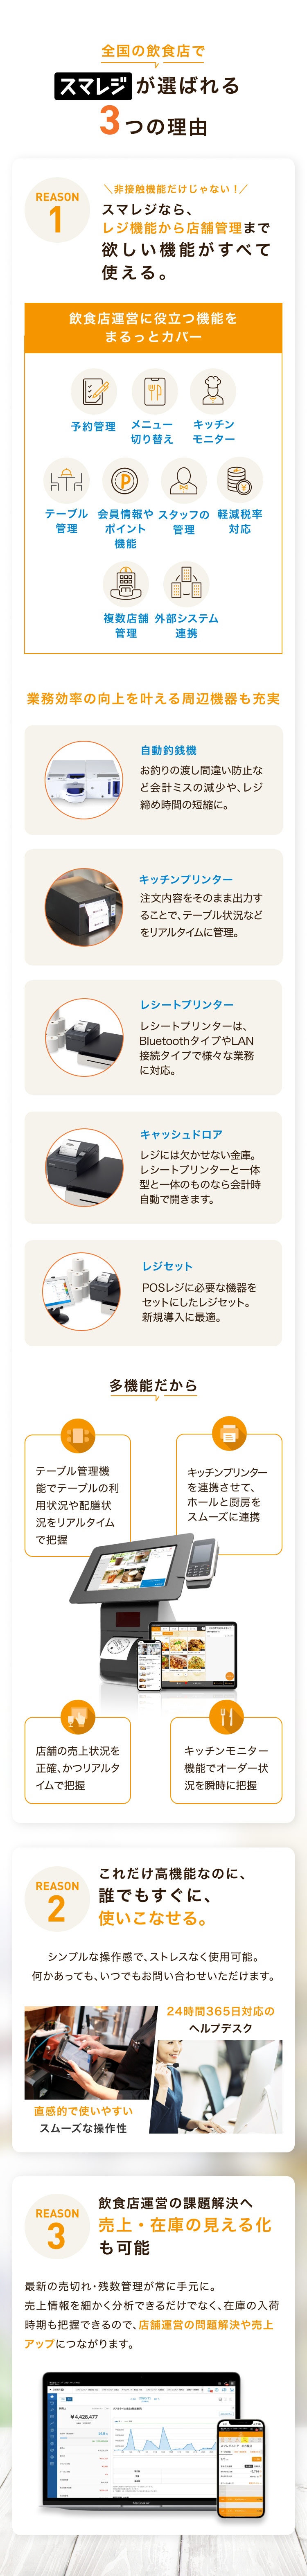 全国の飲食店で
スマレジが選ばれる
3つの理由
REASON
1
＼非接触機能だけじゃない！／
スマレジなら、
レジ機能から店舗管理まで
欲しい機能がすべて
使える。
飲食店運営に役立つ機能を
まるっとカバー
予約管理
メニュー
切り替え
キッチン
モニター
テーブル
管理
会員情報や
ポイント
機能
スタッフの
管理
軽減税率
対応
複数店舗
管理
外部システム
連携
業務効率の向上を叶える周辺機器も充実
自動釣銭機
お釣りの渡し間違い防止な
ど会計ミスの減少や、レジ
締め時間の短縮に。
キッチンプリンター
注文内容をそのまま出力す
ることで、テーブル状況など
をリアルタイムに管理。
レシートプリンター
レシートプリンターは、
BluetoothタイプやLAN
接続タイプで様々な業務
に対応。
キャッシュドロア
レジには欠かせない金庫。
レシートプリンターと一体
型と一体のものなら会計時
自動で開きます。
レジセット
POSレジに必要な機器を
セットにしたレジセット。
新規導入に最適。
多機能だから
テーブル管理機
能でテーブルの利
用状況や配膳状
況をリアルタイム
で把握
キッチンプリンター
を連携させて、
ホールと厨房を
スムーズに連携
店舗の売上状況を
正確、かつリアルタ
イムで把握
キッチンモニター
機能でオーダー状
況を瞬時に把握
REASON
2
これだけ高機能なのに、
誰でもすぐに、
使いこなせる。
シンプルな操作感で、ストレスなく使用可能。
何かあっても、いつでもお問い合わせいただけます。
24時間365日対応の
ヘルプデスク
直感的で使いやすい
スムーズな操作性
REASON
3
飲食店運営の課題解決へ
売上・在庫の見える化
も可能
最新の売切れ・残数管理が常に手元に。
売上情報を細かく分析できるだけでなく、在庫の入荷
時期も把握できるので、店舗運営の問題解決や売上
アップにつながります。
¥4,428,477